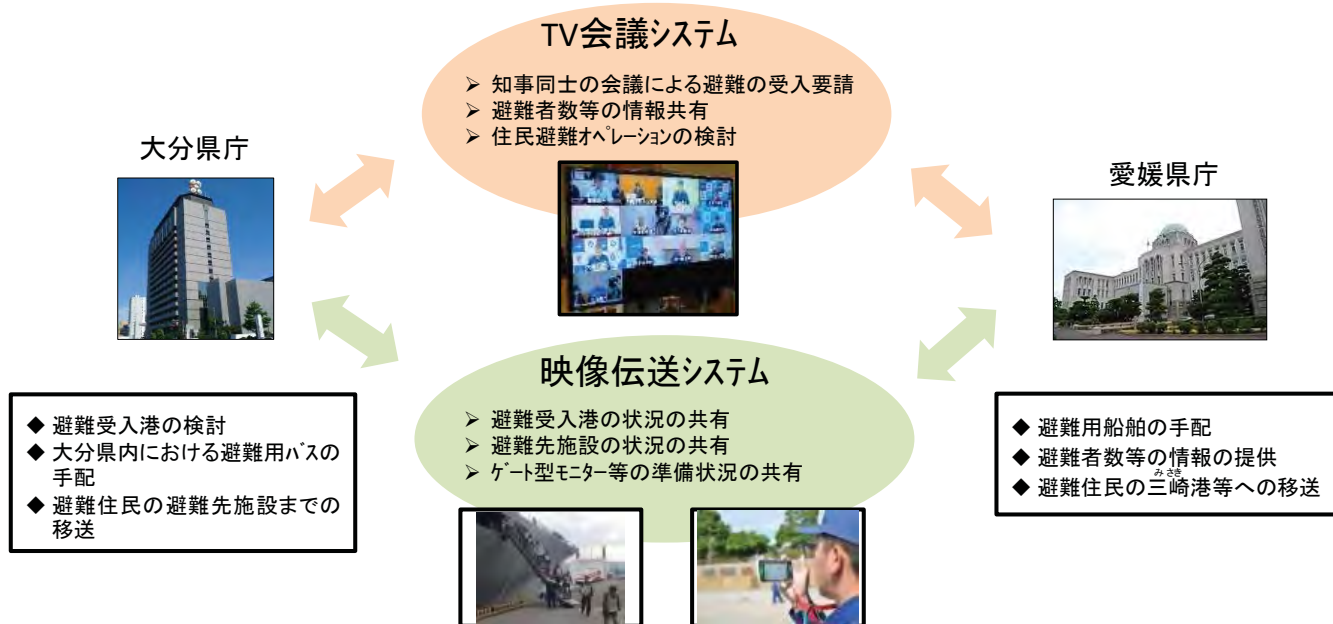 TV会議システム
➢ 知事同士の会議による避難の受入要請
➢ 避難者数等の情報共有
➢ 住民避難ｵﾍﾟﾚｰｼｮﾝの検討
大分県庁
愛媛県庁
映像伝送システム
➢ 避難受入港の状況の共有
➢ 避難先施設の状況の共有
➢ ｹﾞｰﾄ型ﾓﾆﾀｰ等の準備状況の共有
◆ 避難受入港の検討
◆ 大分県内における避難用ﾊﾞｽの
手配
◆ 避難住民の避難先施設までの
移送
◆ 避難用船舶の手配
◆ 避難者数等の情報の提供
みさき
◆ 避難住民の三崎港等への移送